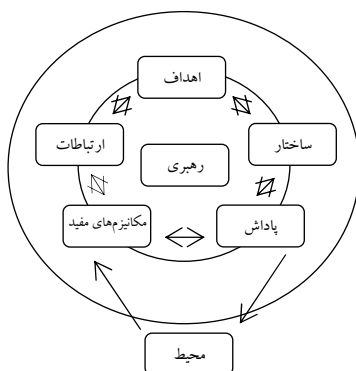 اهداف
ساختار
ارتباطات
رهبری
پاداش
مکانیزم‌های مفید
محیط